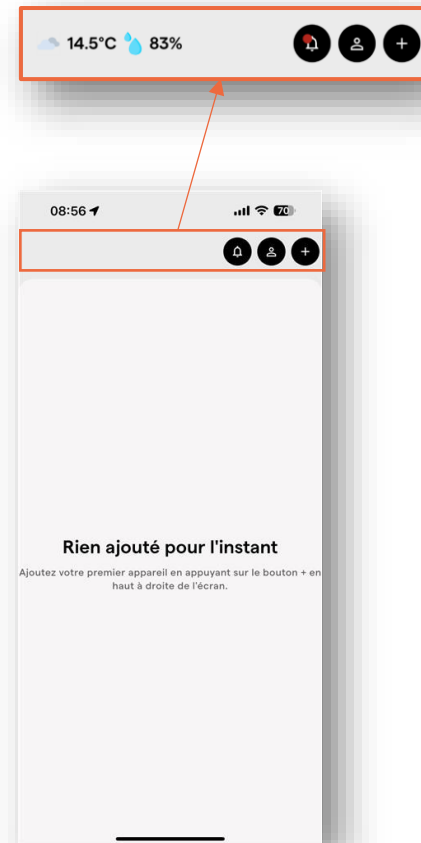 14.5°C 83%
08:56 70
Rien ajouté pour l'instant
Ajoutez votre premier appareil en appuyant sur le bouton + en
haut à droite de l'écran.